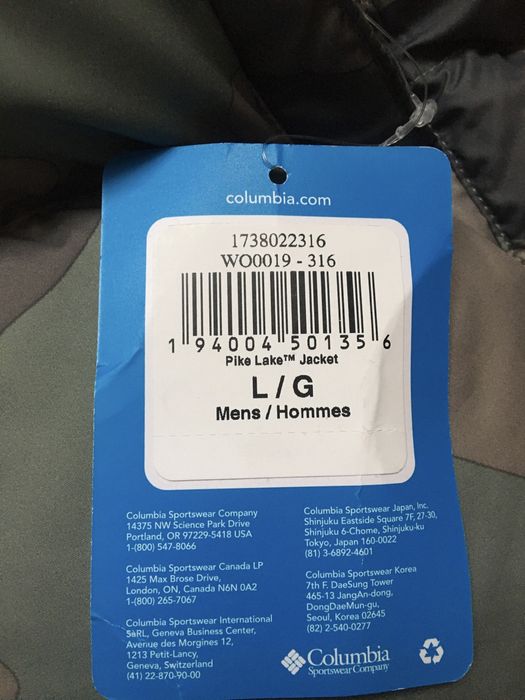 columbia.com
1738022316
WO0019 - 316
1 94004 50135 6
Pike Lake™ Jacket
L / G
Mens / Hommes
Columbia Sportswear Company
14375 NW Science Park Drive
Portland, OR 97229-5418 USA
1-(800) 547-8066
Columbia Sportswear Canada LP
1425 Max Brose Drive,
London, ON, Canada N6N 0A2
1-(800) 265-7067
Columbia Sportswear International
SàRL, Geneva Business Center,
Avenue des Morgines 12,
1213 Petit-Lancy,
Geneva, Switzerland
(41) 22-870-90-00
Columbia Sportswear Japan, Inc.
Shinjuku Eastside Square 7F, 27-30,
Shinjuku 6-Chome, Shinjuku-ku
Tokyo, Japan 160-0022
(81) 3-6892-4601
Columbia Sportswear Korea
7th F. DaeSung Tower
465-13 JangAn-dong,
DongDaeMun-gu,
Seoul, Korea 02645
(82) 2-540-0277
Columbia
Sportswear Company